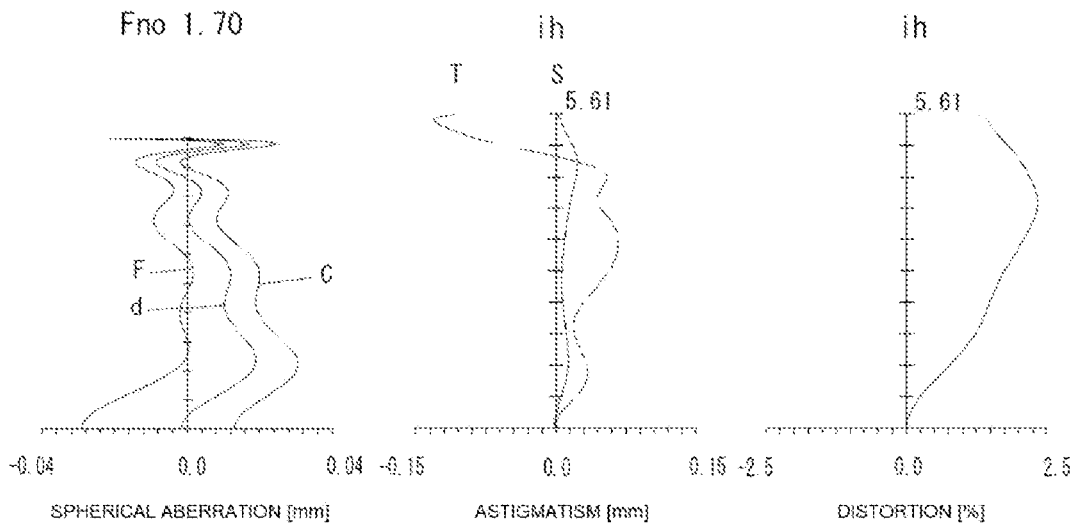 Fno 1.70
ih
ih
T
S
5.61
5.61
F
C
d
-0.04
0.0
0.04
-0.15
0.0
0.15
-2.5
0.0
2.5
SPHERICAL ABERRATION [mm]
ASTIGMATISM [mm]
DISTORTION [%]